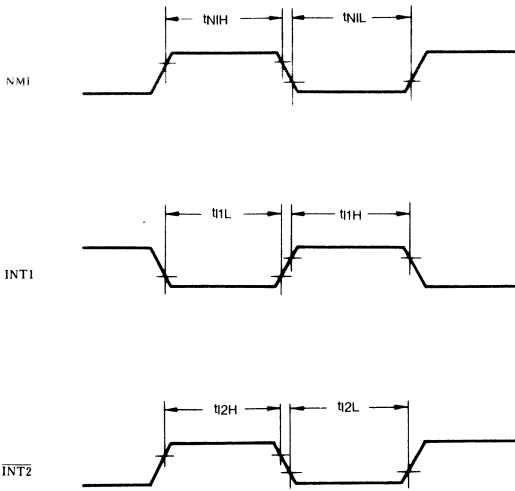 tNIH tNIL
NMI
tI1L tI1H
INT1
tI2H tI2L
INT2